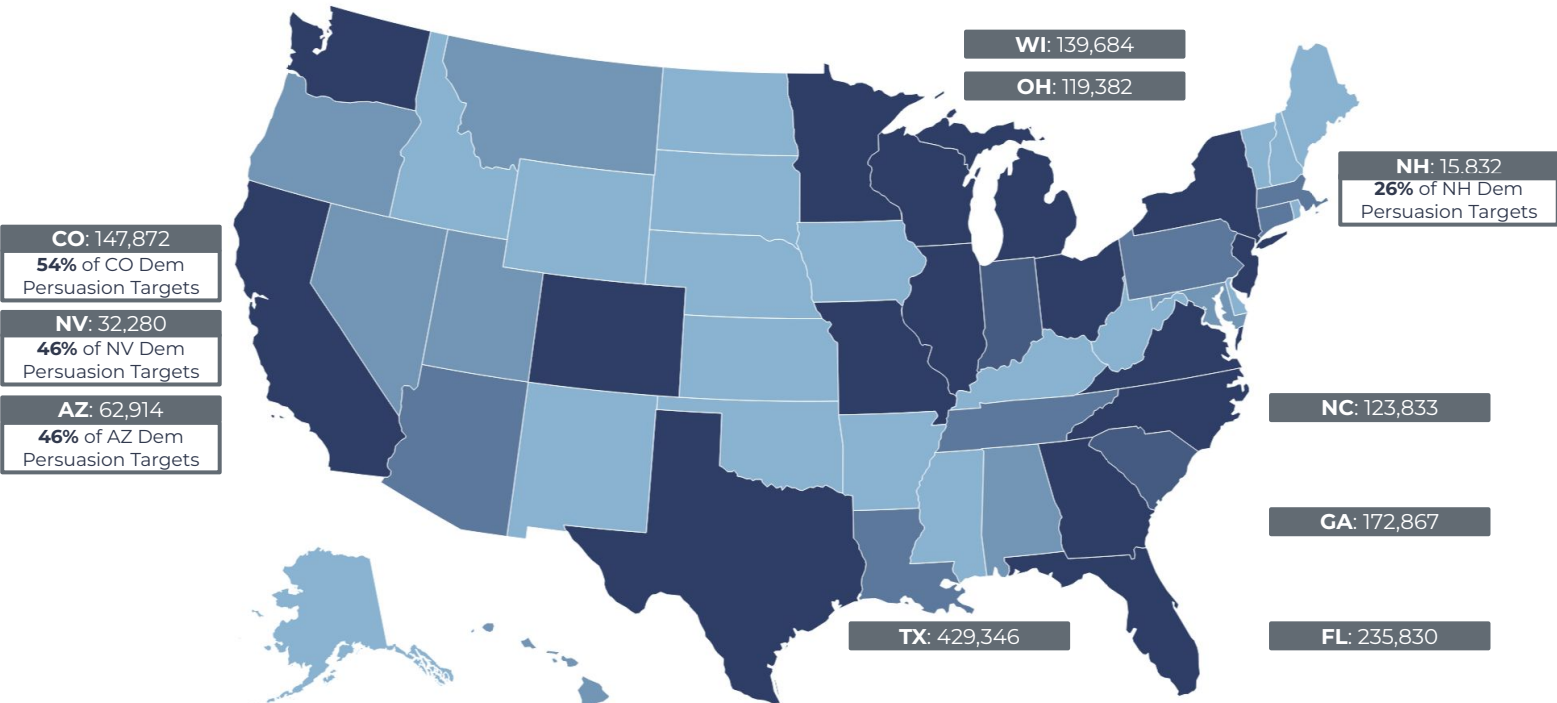 WI: 139,684
OH: 119,382
NH: 15.832
26% of NH Dem
Persuasion Targets
CO: 147,872
54% of CO Dem
Persuasion Targets
NV: 32,280
46% of NV Dem
Persuasion Targets
AZ: 62,914
46% of AZ Dem
Persuasion Targets
NC: 123,833
GA: 172,867
TX: 429,346
FL: 235,830